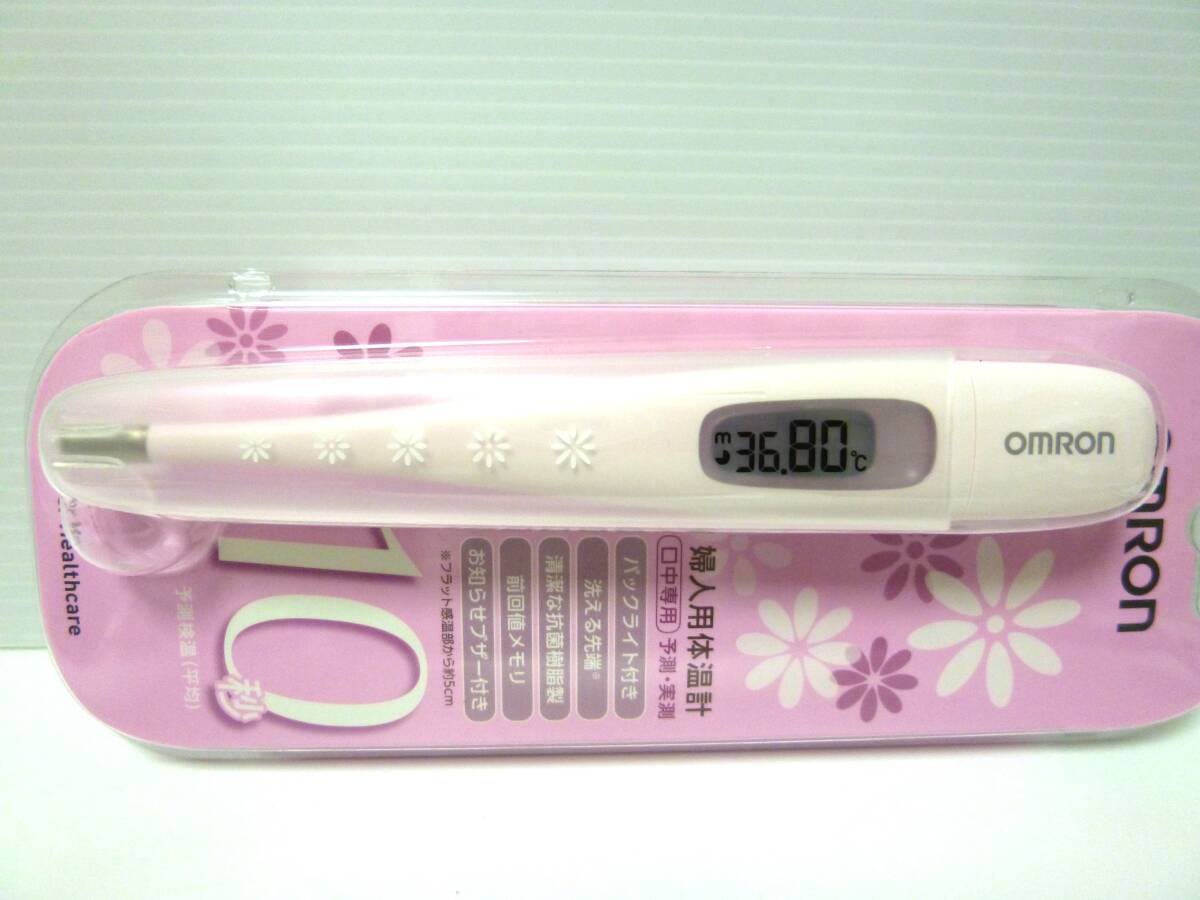 OMRON
E
36.80℃
OMRON
婦人用体温計
口中専用 予測・実測
バックライト付き
洗える先端※
清潔な抗菌樹脂製
前回値メモリ
お知らせブザー付き
※フラット感温部から約5cm
10秒
予測検温(平均)
Healthcare